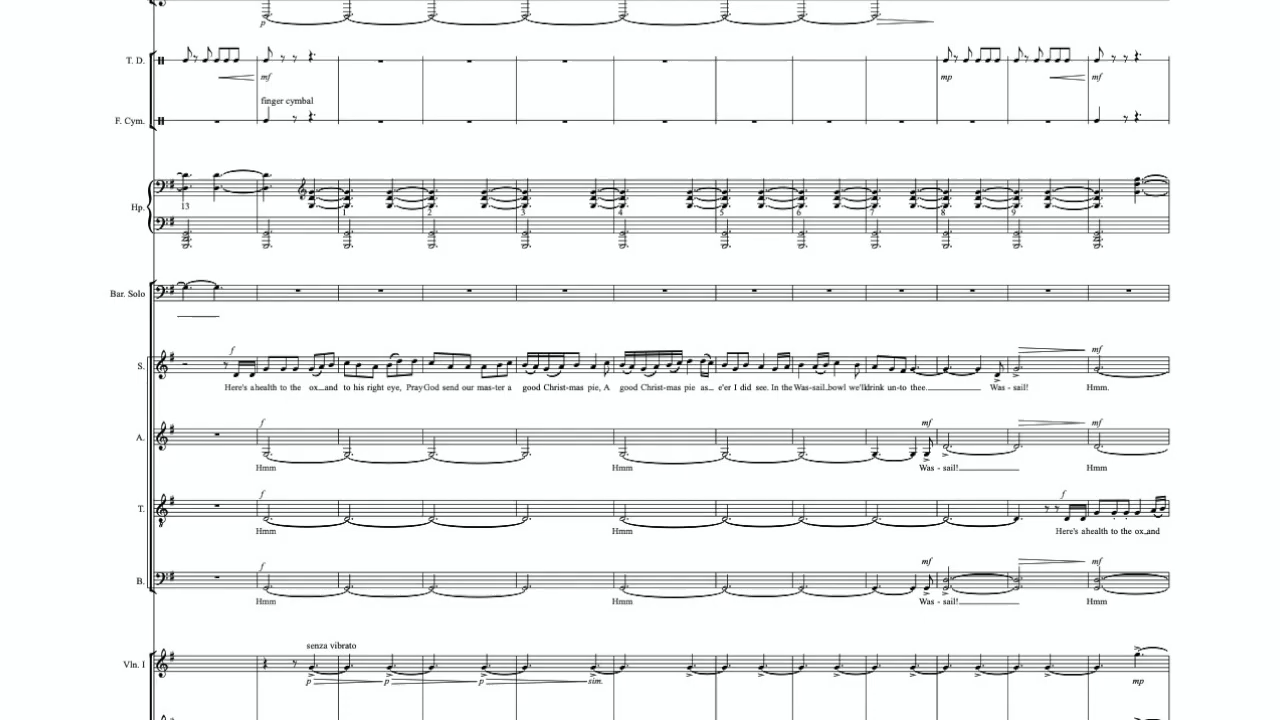 p
T. D.
mf mp mf
finger cymbal
F. Cym.
Hp.
13 1 2 3 4 5 6 7 8 9
Bar. Solo
f mf
S.
Here's a health to the ox and to his right eye, Pray God send our mas-ter a good Christ-mas pie, A good Christ-mas pie as e'er I did see. In the Was-sail bowl we'll drink un-to thee. Was - sail! Hmm.
f mf mf
A.
Hmm Hmm Was - sail! Hmm
f f
T.
Hmm Hmm Here's a health to the ox and
f mf mf
B.
Hmm Hmm Was - sail! Hmm
senza vibrato
Vln. I
p p p sim. mp